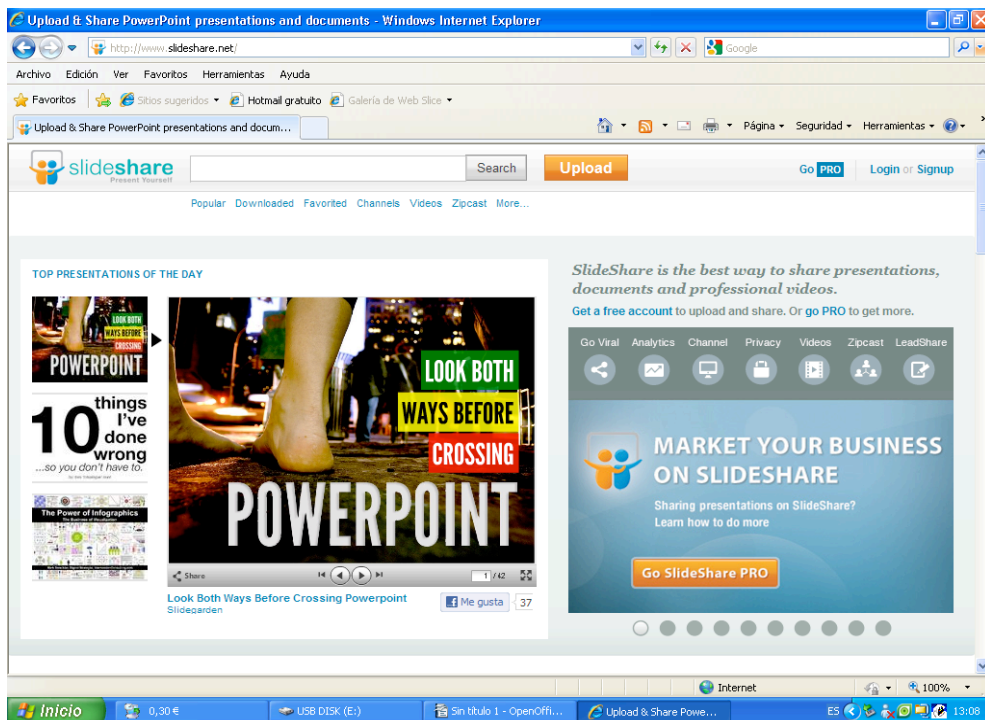 Upload & Share PowerPoint presentations and documents - Windows Internet Explorer
http://www.slideshare.net/
Google
Archivo Edición Ver Favoritos Herramientas Ayuda
Favoritos Sitios sugeridos Hotmail gratuito Galería de Web Slice
Upload & Share PowerPoint presentations and docum...
Página Seguridad Herramientas
slideshare
Present Yourself
Search
Upload
Go PRO
Login or Signup
Popular Downloaded Favorited Channels Videos Zipcast More...
TOP PRESENTATIONS OF THE DAY
LOOK BOTH
WAYS BEFORE
CROSSING
POWERPOINT
10 things
I've
done
wrong
...so you don't have to.
The Power of Infographics
LOOK BOTH
WAYS BEFORE
CROSSING
POWERPOINT
Share
1 / 42
Look Both Ways Before Crossing Powerpoint
Slidegarden
Me gusta 37
SlideShare is the best way to share presentations,
documents and professional videos.
Get a free account to upload and share. Or go PRO to get more.
Go Viral Analytics Channel Privacy Videos Zipcast LeadShare
MARKET YOUR BUSINESS
ON SLIDESHARE
Sharing presentations on SlideShare?
Learn how to do more
Go SlideShare PRO
Internet
100%
Inicio
0,30 €
USB DISK (E:)
Sin título 1 - OpenOffi...
Upload & Share Powe...
ES
13:08